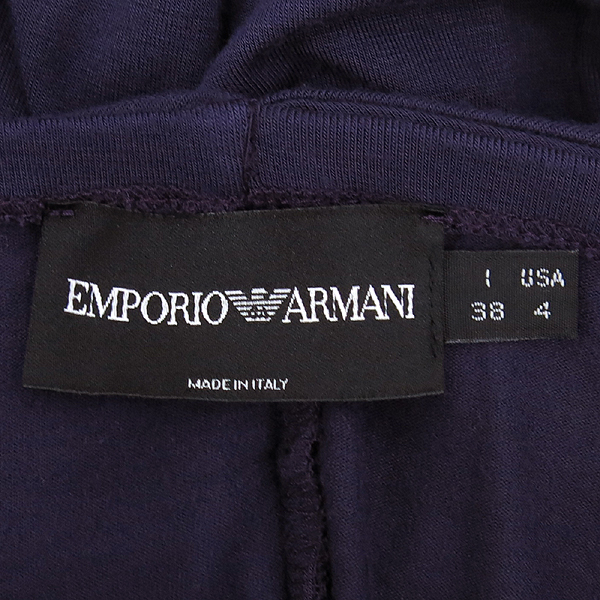 EMPORIO ARMANI
MADE IN ITALY
I USA
38 4